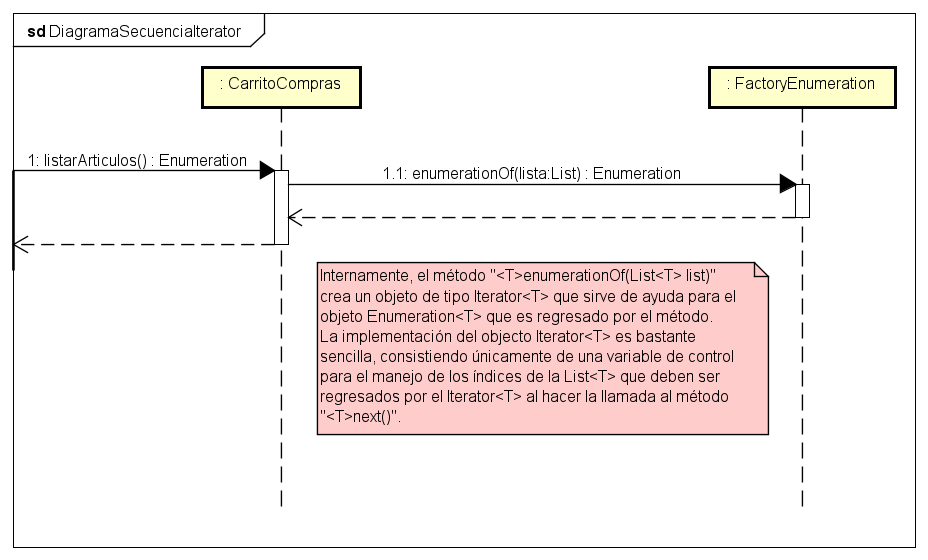 sd DiagramaSecuenciaIterator
: CarritoCompras
: FactoryEnumeration
1: listarArticulos() : Enumeration
1.1: enumerationOf(lista:List) : Enumeration
Internamente, el método "<T>enumerationOf(List<T> list)"
crea un objeto de tipo Iterator<T> que sirve de ayuda para el
objeto Enumeration<T> que es regresado por el método.
La implementación del objecto Iterator<T> es bastante
sencilla, consistiendo únicamente de una variable de control
para el manejo de los índices de la List<T> que deben ser
regresados por el Iterator<T> al hacer la llamada al método
"<T>next()".